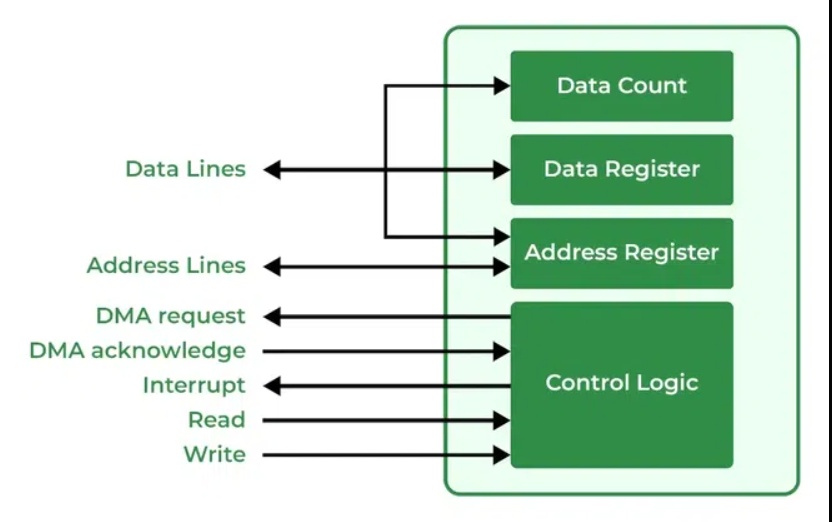 Data Count
Data Lines
Data Register
Address Register
Address Lines
DMA request
DMA acknowledge
Interrupt
Control Logic
Read
Write